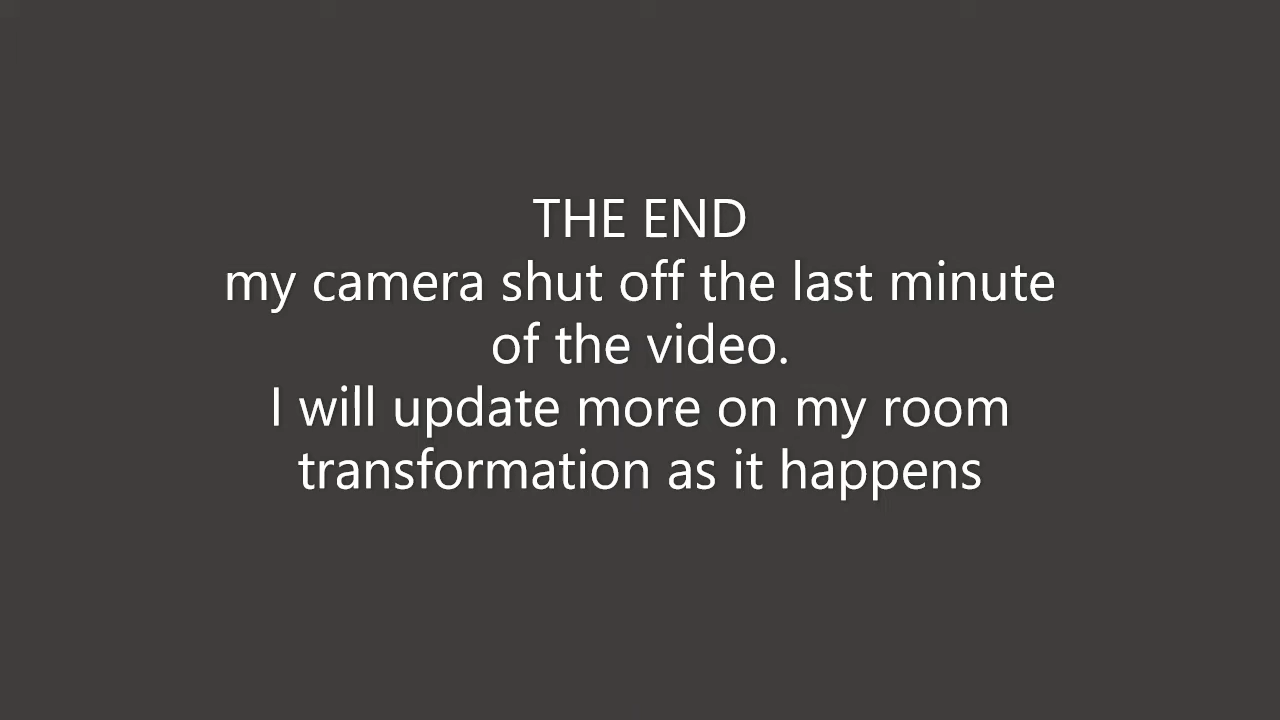 THE END
my camera shut off the last minute
of the video.
I will update more on my room
transformation as it happens